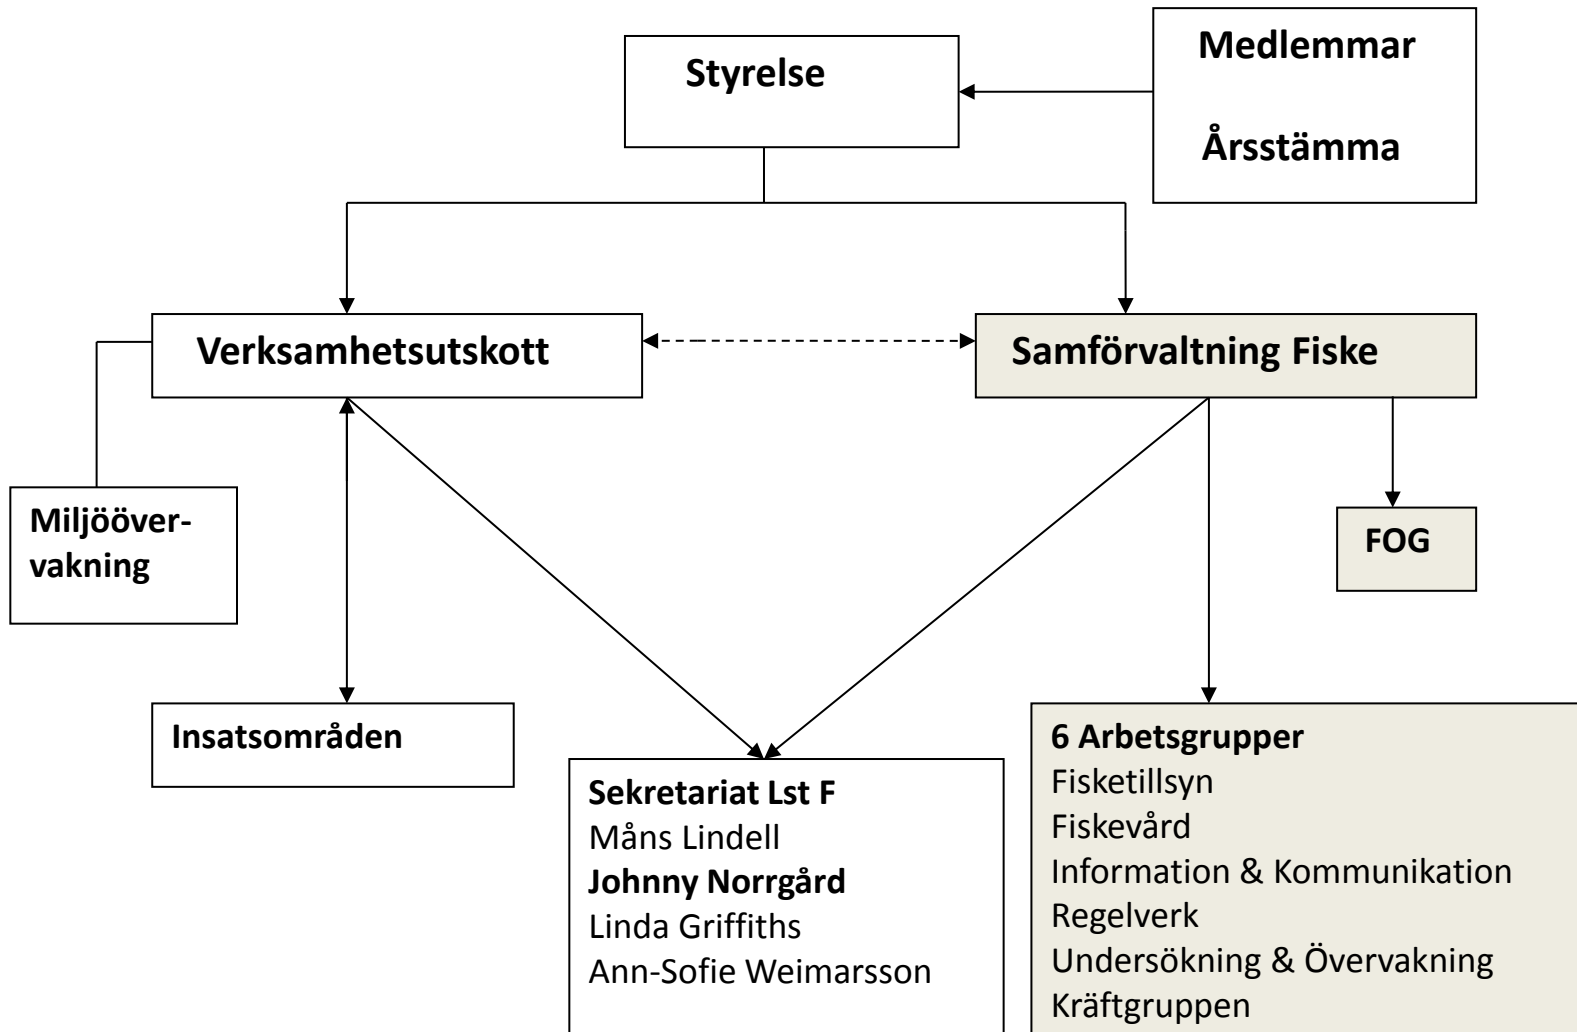 Styrelse
Medlemmar
Årsstämma
Verksamhetsutskott
Samförvaltning Fiske
Miljööver-
vakning
FOG
Insatsområden
Sekretariat Lst F
Måns Lindell
Johnny Norrgård
Linda Griffiths
Ann-Sofie Weimarsson
6 Arbetsgrupper
Fisketillsyn
Fiskevård
Information & Kommunikation
Regelverk
Undersökning & Övervakning
Kräftgruppen